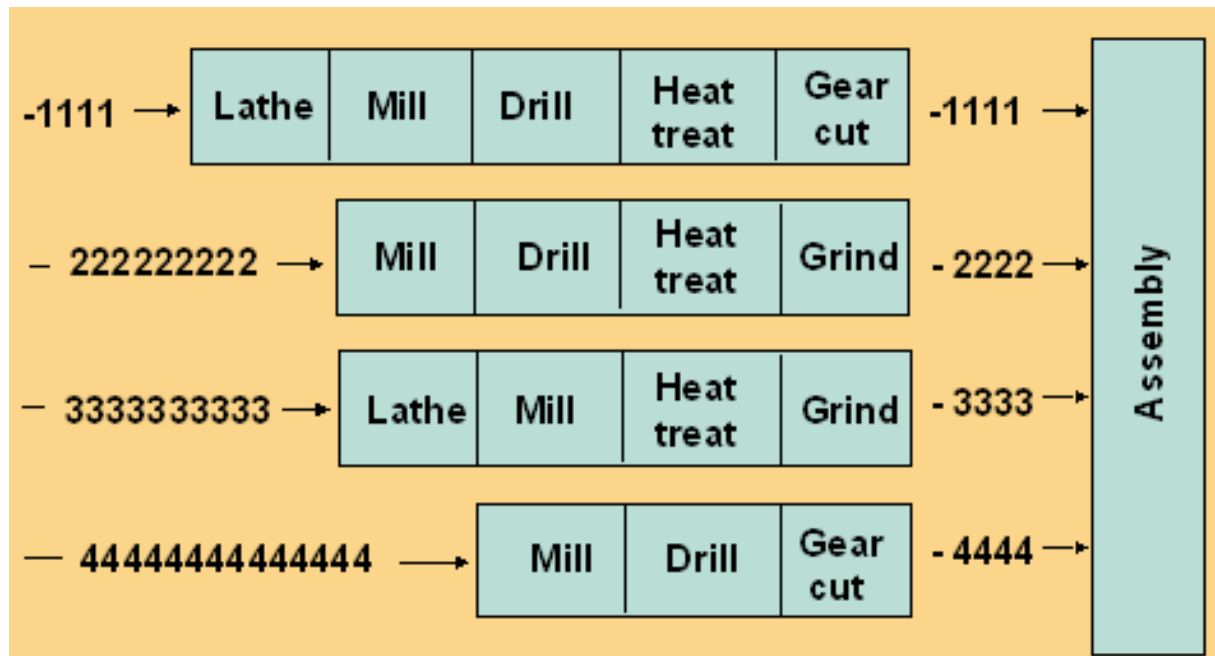 -1111
Lathe
Mill
Drill
Heat
treat
Gear
cut
-1111
– 222222222
Mill
Drill
Heat
treat
Grind
- 2222
– 3333333333
Lathe
Mill
Heat
treat
Grind
- 3333
— 44444444444444
Mill
Drill
Gear
cut
- 4444
Assembly